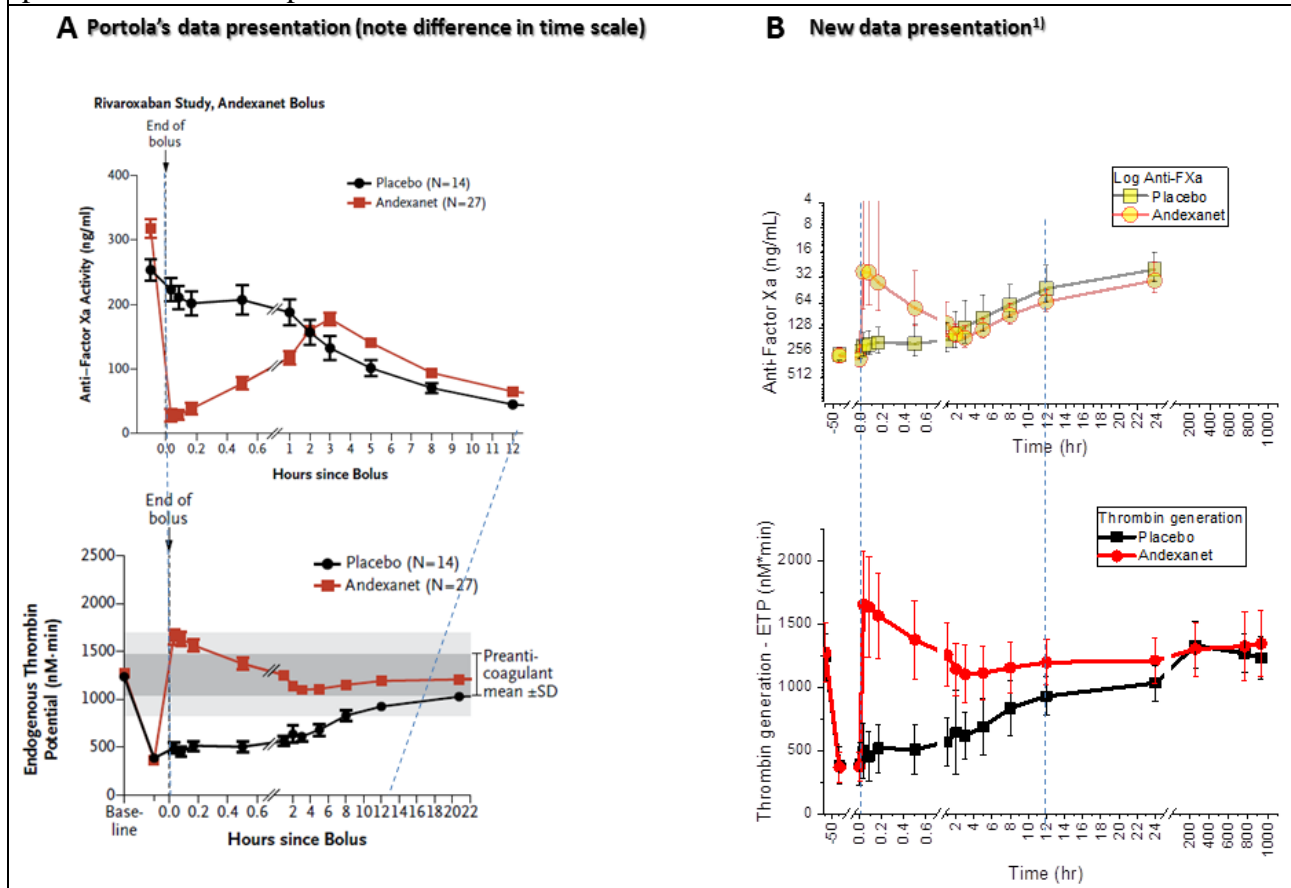 A Portola's data presentation (note difference in time scale)
B New data presentation1)
Rivaroxaban Study, Andexanet Bolus
End of
bolus
Placebo (N=14)
Andexanet (N=27)
Anti–Factor Xa Activity (ng/ml)
400
300
200
100
0
0.0 0.2 0.4 0.6 1 2 3 4 5 6 7 8 9 10 11 12
Hours since Bolus
End of
bolus
Placebo (N=14)
Andexanet (N=27)
Endogenous Thrombin
Potential (nM·min)
2500
2000
1500
1000
500
0
Preanti-
coagulant
mean ±SD
Base-
line
0.0 0.2 0.4 0.6 2 4 6 8 10 12 14 16 18 20 22
Hours since Bolus
Log Anti-FXa
Placebo
Andexanet
Anti-Factor Xa (ng/mL)
4
8
16
32
64
128
256
512
-50 0.0 0.2 0.4 0.6 2 4 6 8 10 12 14 16 18 20 22 24 200 400 600 800 1000
Time (hr)
Thrombin generation
Placebo
Andexanet
Thrombin generation - ETP (nM*min)
2000
1500
1000
500
0
-50 0.0 0.2 0.4 0.6 2 4 6 8 10 12 14 16 18 20 22 24 200 400 600 800 1000
Time (hr)